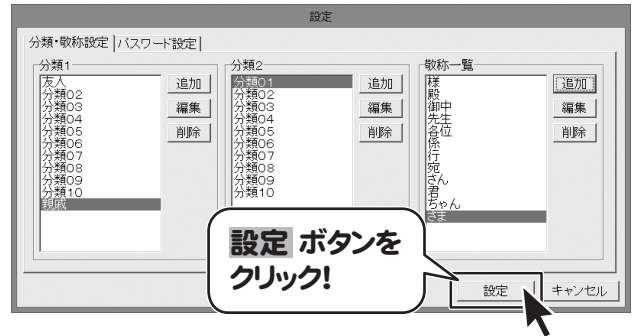 設定
分類・敬称設定 パスワード設定
分類1
友人
分類02
分類03
分類04
分類05
分類06
分類07
分類08
分類09
分類10
親戚
追加
編集
削除
分類2
分類01
分類02
分類03
分類04
分類05
分類06
分類07
分類08
分類09
分類10
追加
編集
削除
敬称一覧
様
殿
御中
先生
各位
係
行
宛
さん
君
ちゃん
さま
追加
編集
削除
設定 ボタンを
クリック!
設定 キャンセル